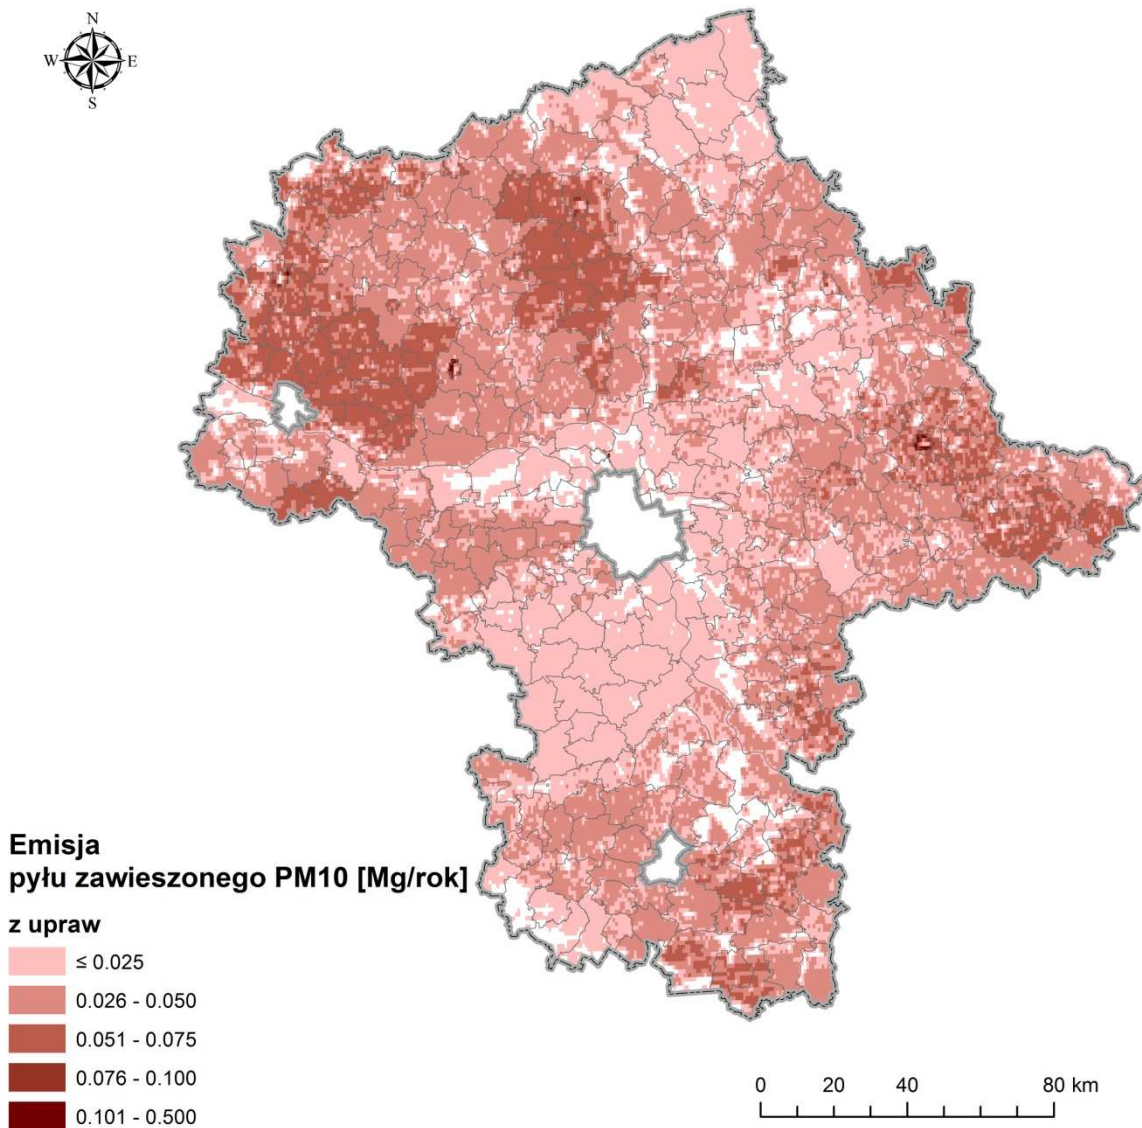 N
W E
S
Emisja
pyłu zawieszonego PM10 [Mg/rok]
z upraw
≤ 0.025
0.026 - 0.050
0.051 - 0.075
0.076 - 0.100
0.101 - 0.500
0 20 40 80 km